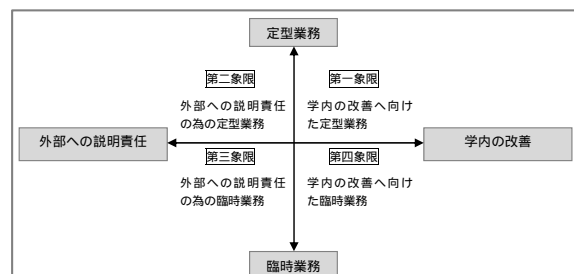 定型業務
第二象限
外部への説明責任
の為の定型業務
第一象限
学内の改善へ向け
た定型業務
外部への説明責任
学内の改善
第三象限
外部への説明責任
の為の臨時業務
第四象限
学内の改善へ向け
た臨時業務
臨時業務